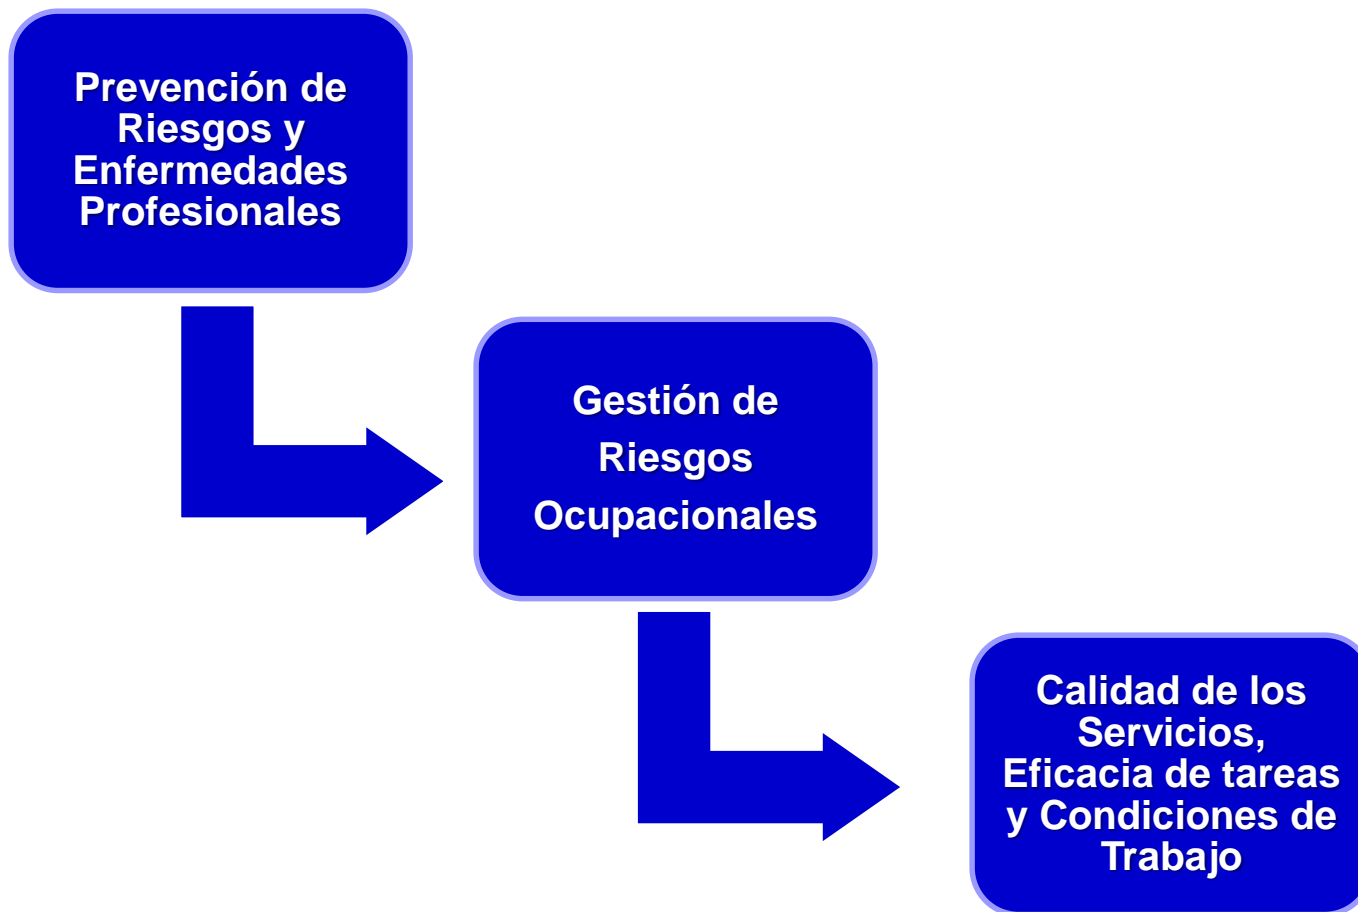 Prevención de
Riesgos y
Enfermedades
Profesionales
Gestión de
Riesgos
Ocupacionales
Calidad de los
Servicios,
Eficacia de tareas
y Condiciones de
Trabajo